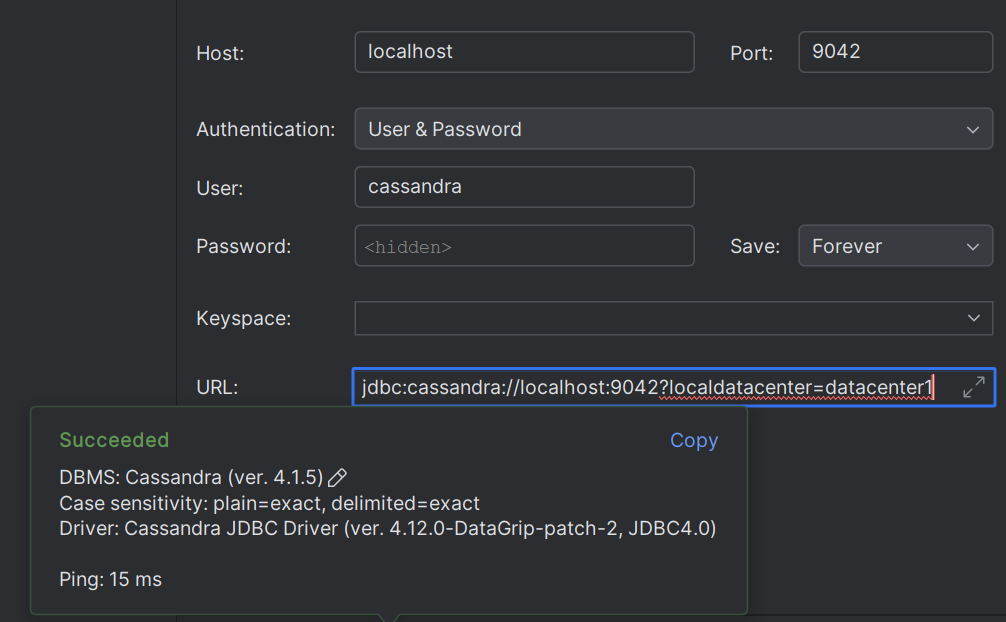 Host: localhost Port: 9042
Authentication: User & Password
User: cassandra
Password: <hidden> Save: Forever
Keyspace:
URL: jdbc:cassandra://localhost:9042?localdatacenter=datacenter1
Succeeded Copy
DBMS: Cassandra (ver. 4.1.5)
Case sensitivity: plain=exact, delimited=exact
Driver: Cassandra JDBC Driver (ver. 4.12.0-DataGrip-patch-2, JDBC4.0)
Ping: 15 ms